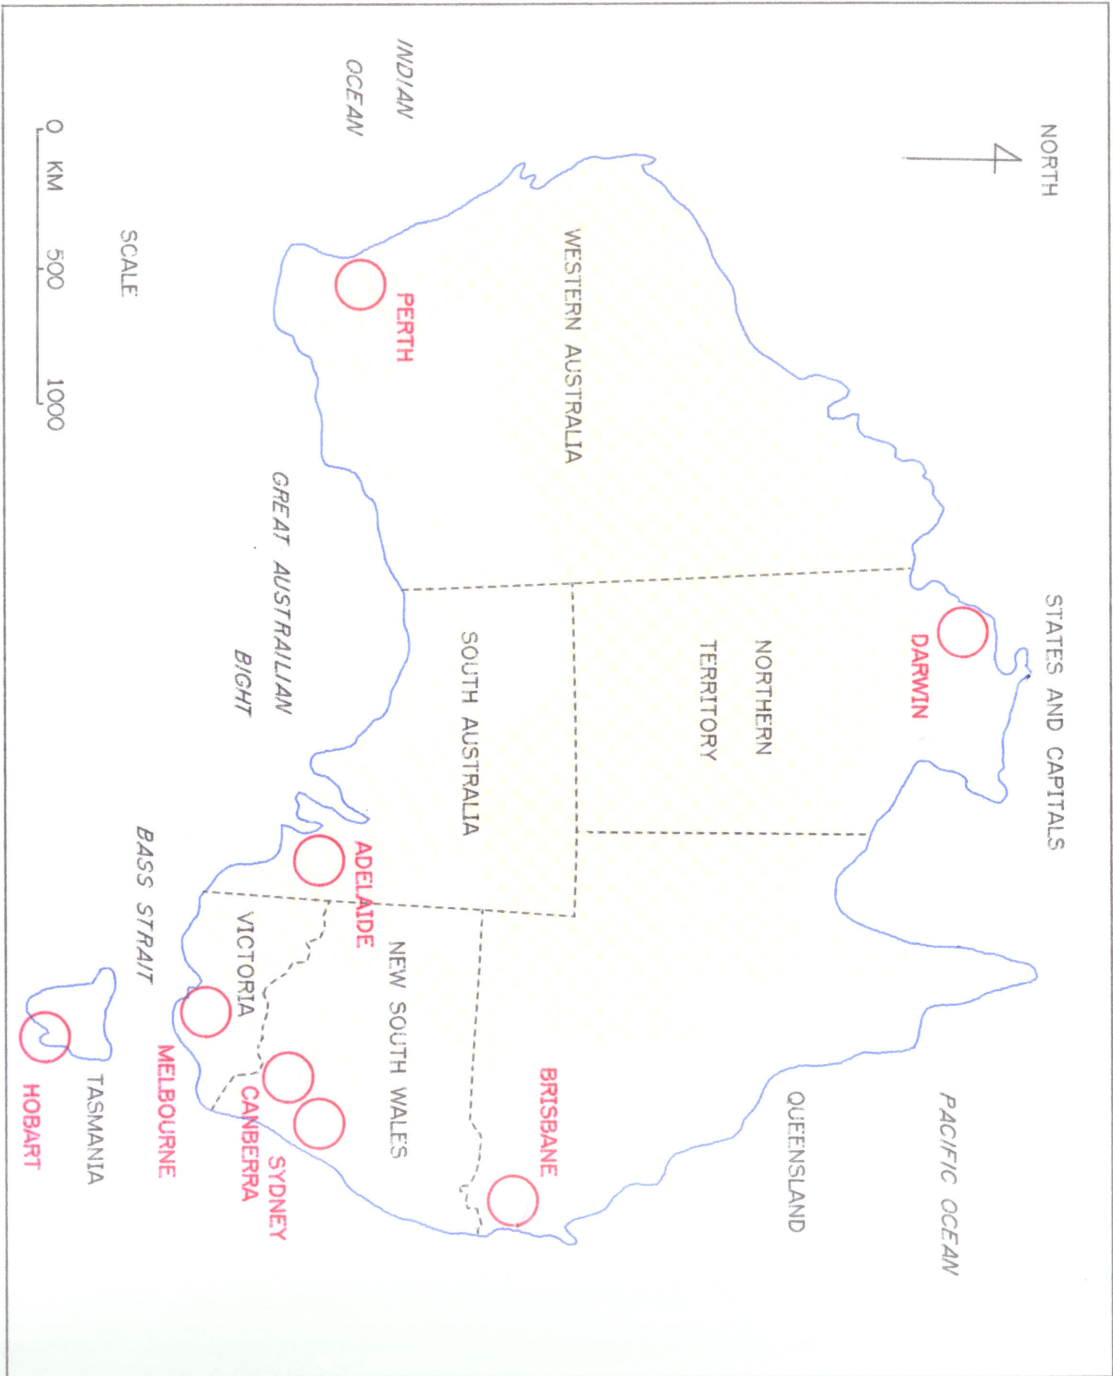 STATES AND CAPITALS
NORTH
DARWIN
PACIFIC OCEAN
QUEENSLAND
NORTHERN
TERRITORY
WESTERN AUSTRALIA
BRISBANE
SOUTH AUSTRALIA
INDIAN
OCEAN
PERTH
NEW SOUTH WALES
ADELAIDE
GREAT AUSTRAILIAN
BIGHT
VICTORIA
SYDNEY
CANBERRA
MELBOURNE
BASS STRAIT
TASMANIA
HOBART
SCALE
0 KM 500 1000